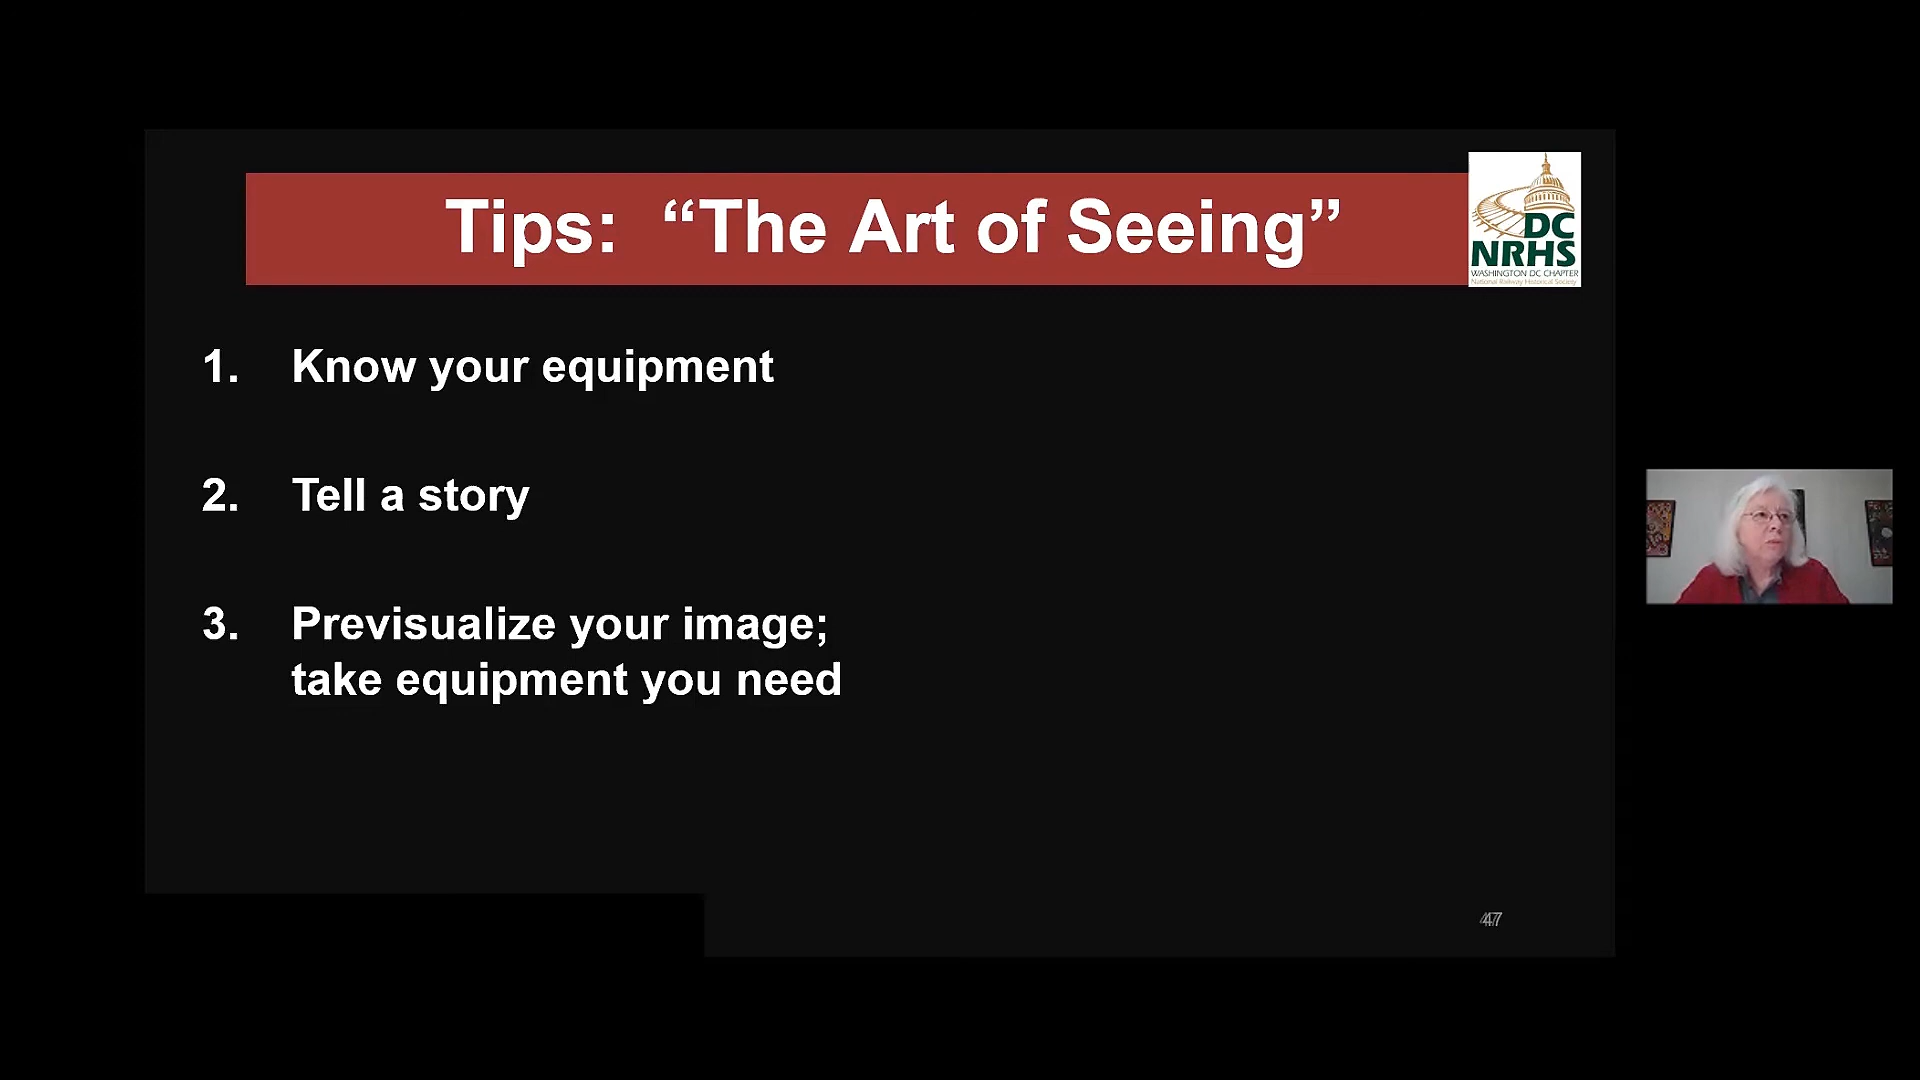 Tips: “The Art of Seeing”
DC
NRHS
WASHINGTON DC CHAPTER
National Railway Historical Society
1. Know your equipment
2. Tell a story
3. Previsualize your image;
take equipment you need
47